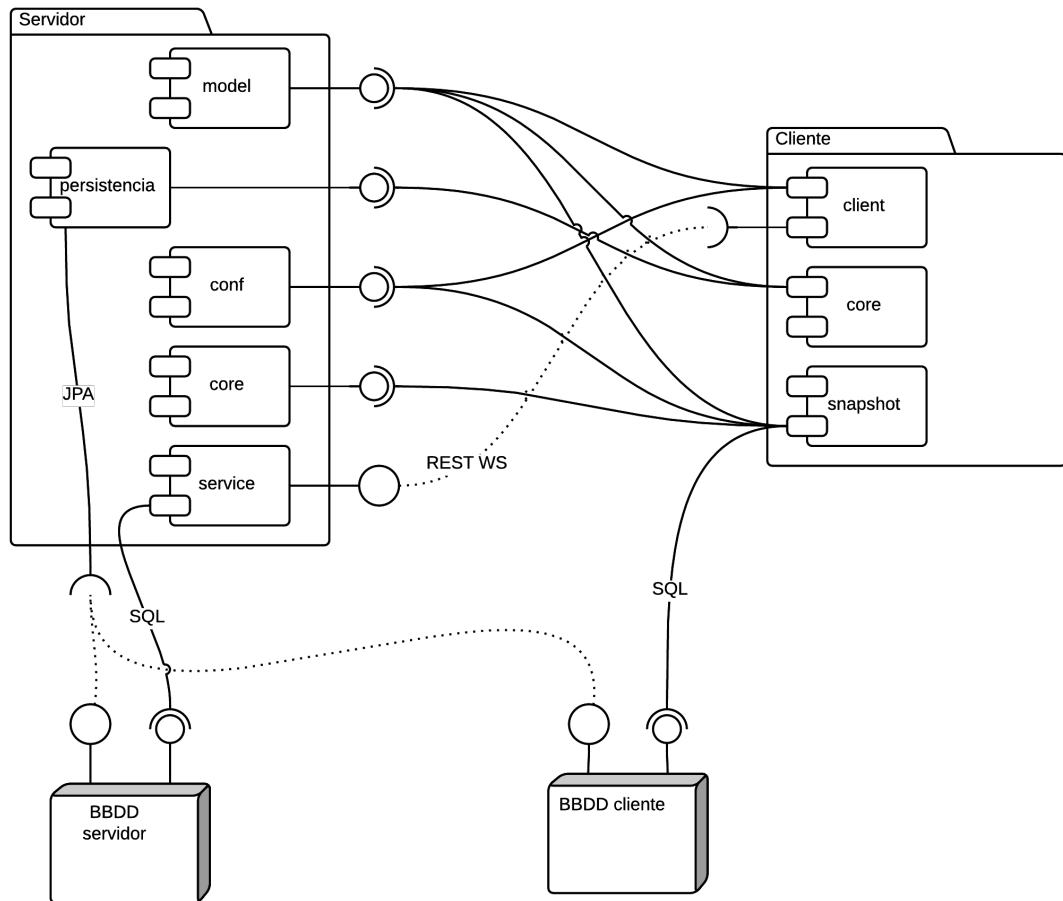 Servidor
model
persistencia
conf
core
service
JPA
SQL
REST WS
Cliente
client
core
snapshot
SQL
BBDD
servidor
BBDD cliente